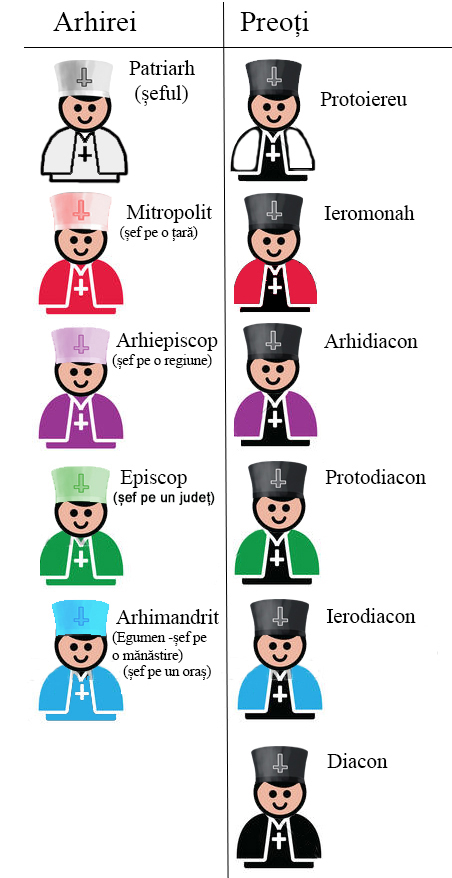 Arhirei
Preoți
Patriarh
(șeful)
Protoiereu
Mitropolit
(șef pe o țară)
Ieromonah
Arhiepiscop
(șef pe o regiune)
Arhidiacon
Episcop
(șef pe un județ)
Protodiacon
Arhimandrit
(Egumen -șef pe
o mănăstire)
(șef pe un oraș)
Ierodiacon
Diacon